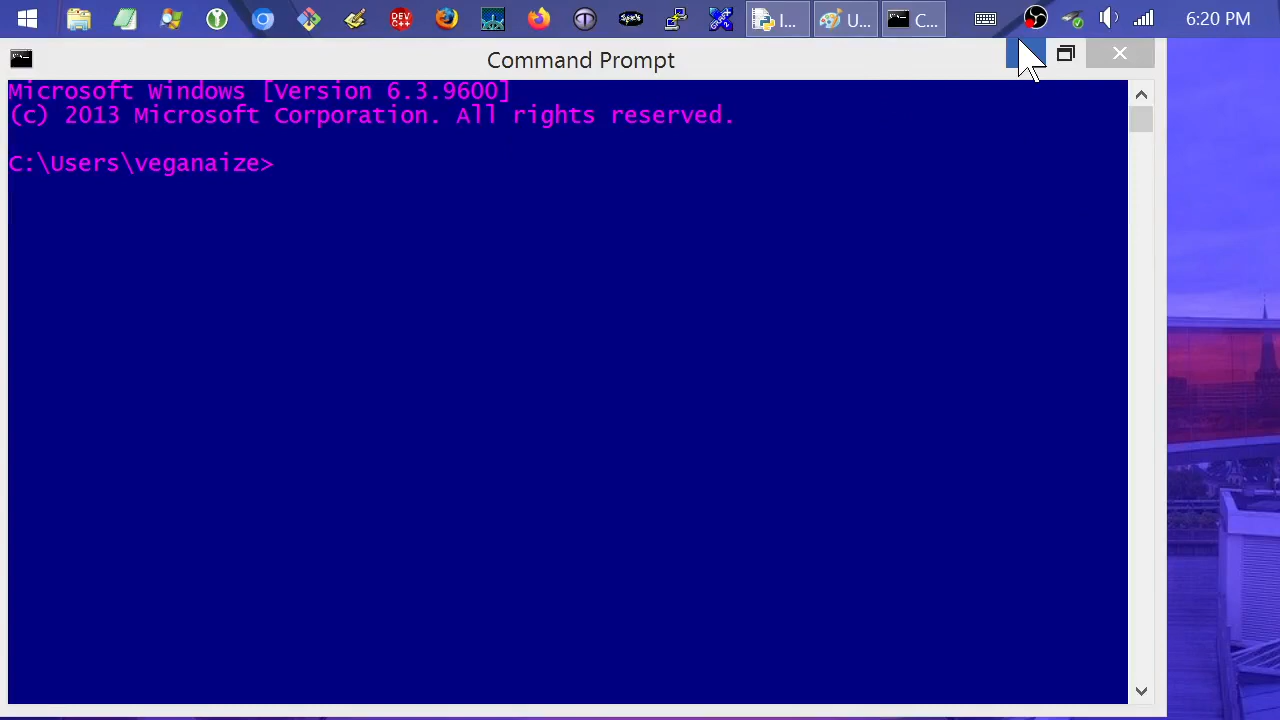 I... U... C... 6:20 PM
Command Prompt
Microsoft Windows [Version 6.3.9600]
(c) 2013 Microsoft Corporation. All rights reserved.
C:\Users\veganaize>